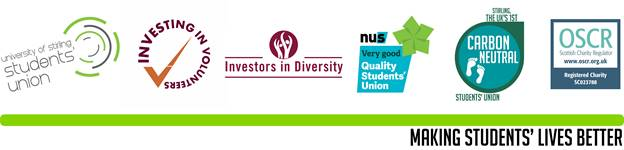 university of stirling
students
union
INVESTING IN VOLUNTEERS
Investors in Diversity
nus
Very good
Quality
Students'
Union
STIRLING,
THE UK'S 1ST
CARBON
NEUTRAL
STUDENTS' UNION
OSCR
Scottish Charity Regulator
www.oscr.org.uk
Registered Charity
SC023788
MAKING STUDENTS' LIVES BETTER